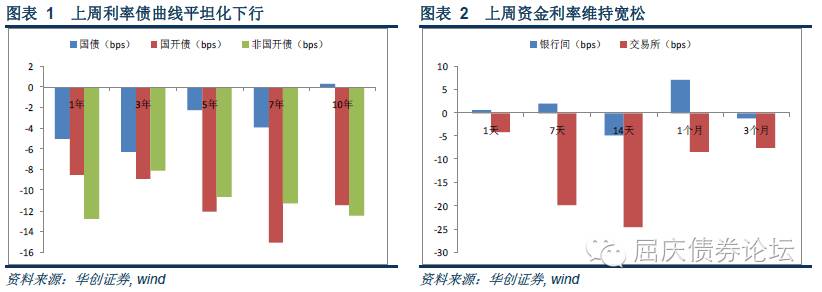 图表 1 上周利率债曲线平坦化下行
国债（bps）
国开债（bps）
非国开债（bps）
2
0
-2
-4
-6
-8
-10
-12
-14
-16
1年
3年
5年
7年
10年
资料来源：华创证券, wind
图表 2 上周资金利率维持宽松
银行间（bps）
交易所（bps）
10
5
0
-5
-10
-15
-20
-25
-30
1天
7天
14天
1个月
3个月
屈庆债券论坛
资料来源：华创证券, wind